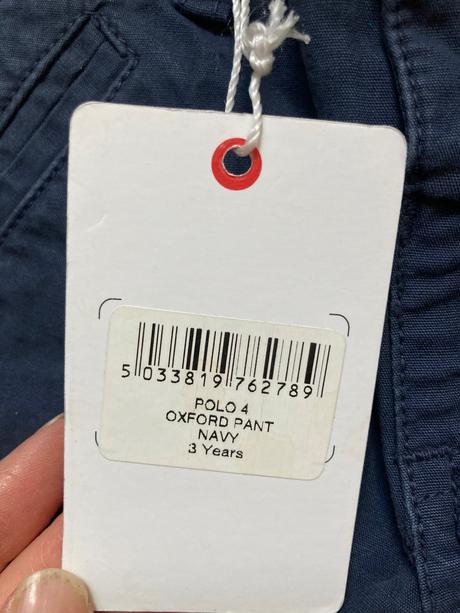 5 033819 762789
POLO 4
OXFORD PANT
NAVY
3 Years